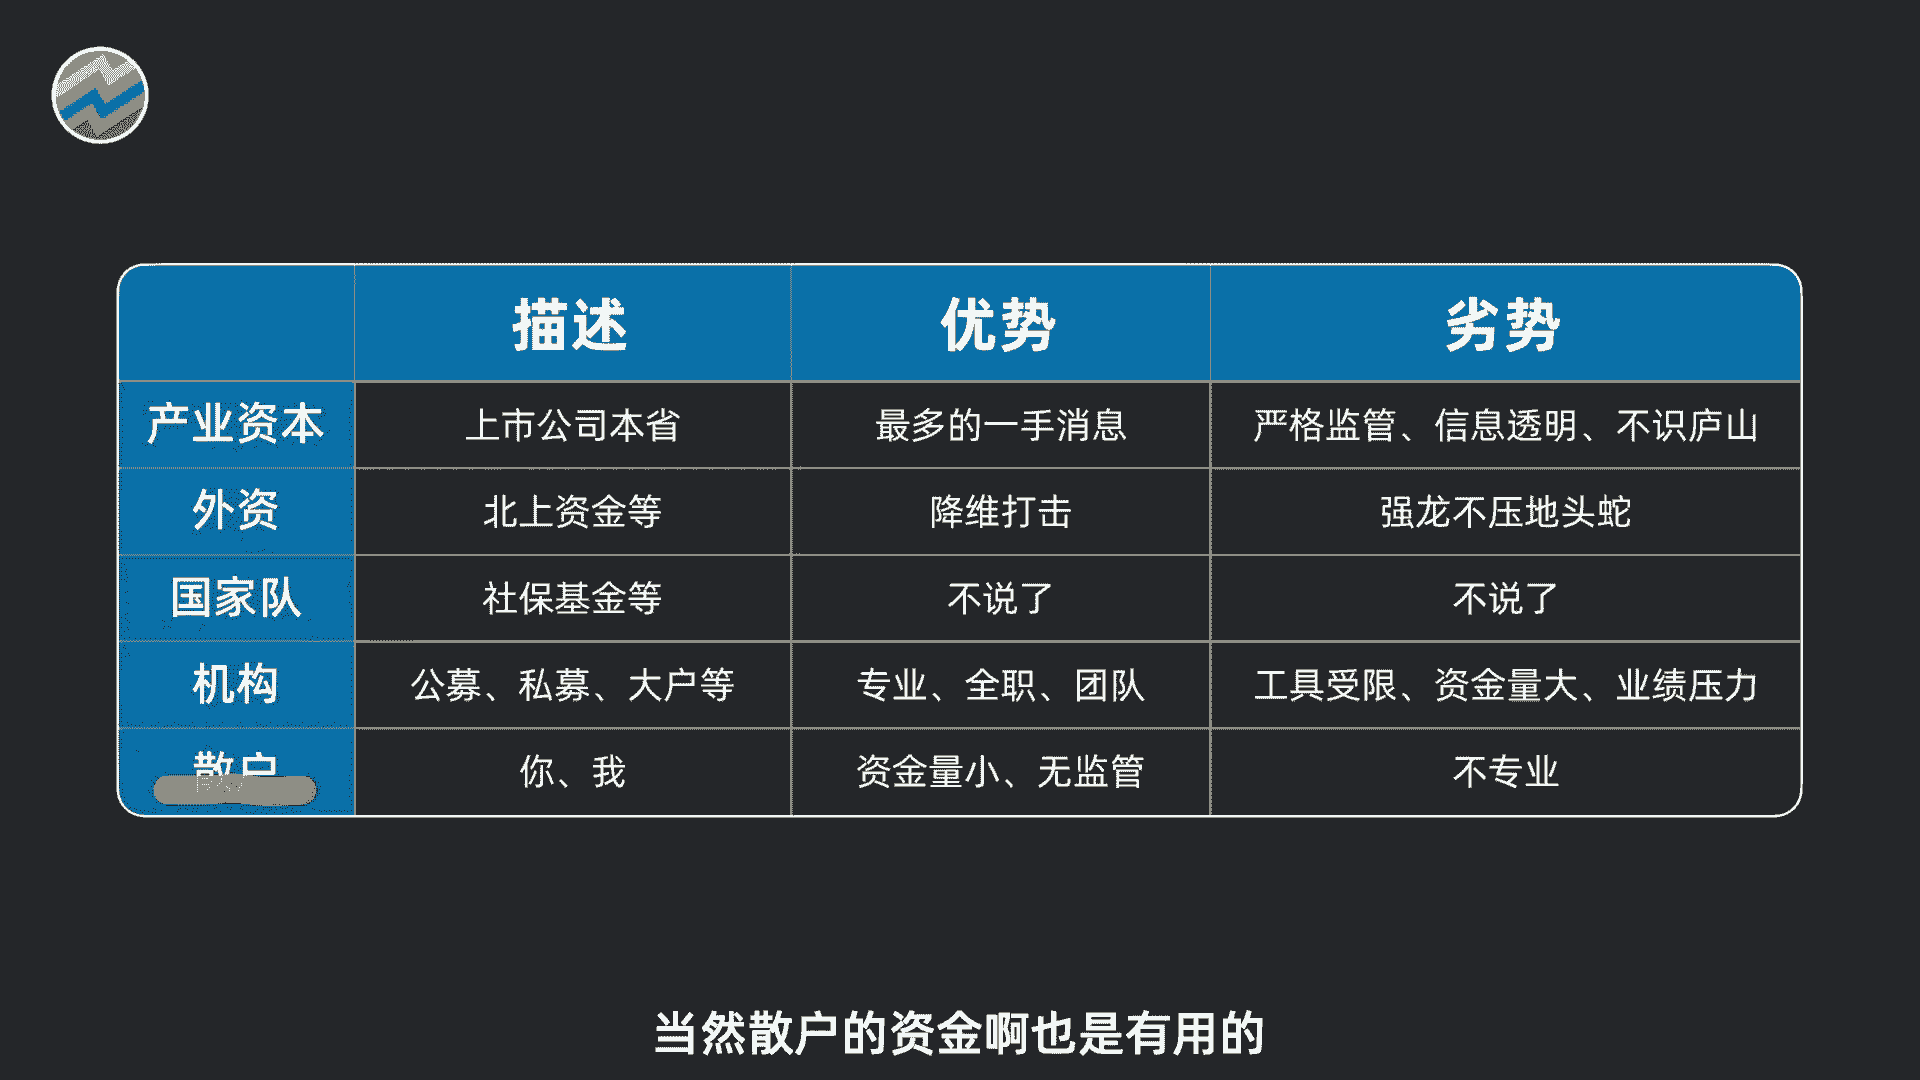 描述 优势 劣势
产业资本 上市公司本省 最多的一手消息 严格监管、信息透明、不识庐山
外资 北上资金等 降维打击 强龙不压地头蛇
国家队 社保基金等 不说了 不说了
机构 公募、私募、大户等 专业、全职、团队 工具受限、资金量大、业绩压力
散户 你、我 资金量小、无监管 不专业
当然散户的资金啊也是有用的